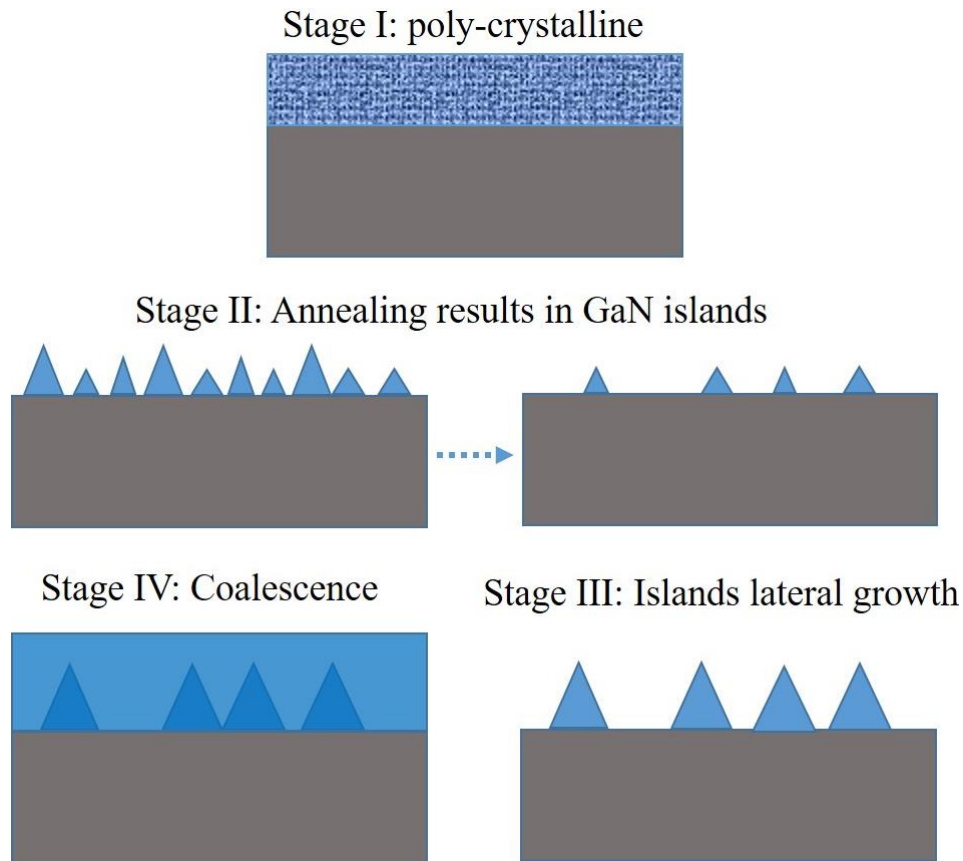 Stage I: poly-crystalline
Stage II: Annealing results in GaN islands
Stage IV: Coalescence
Stage III: Islands lateral growth